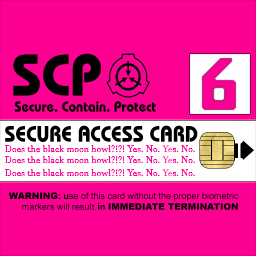 SCP
6
Secure. Contain. Protect
SECURE ACCESS CARD
Does the black moon howl?!?! Yes. No. Yes. No.
Does the black moon howl?!?! Yes. No. Yes. No.
Does the black moon howl?!?! Yes. No. Yes. No.
WARNING: use of this card without the proper biometric
markers will result in IMMEDIATE TERMINATION